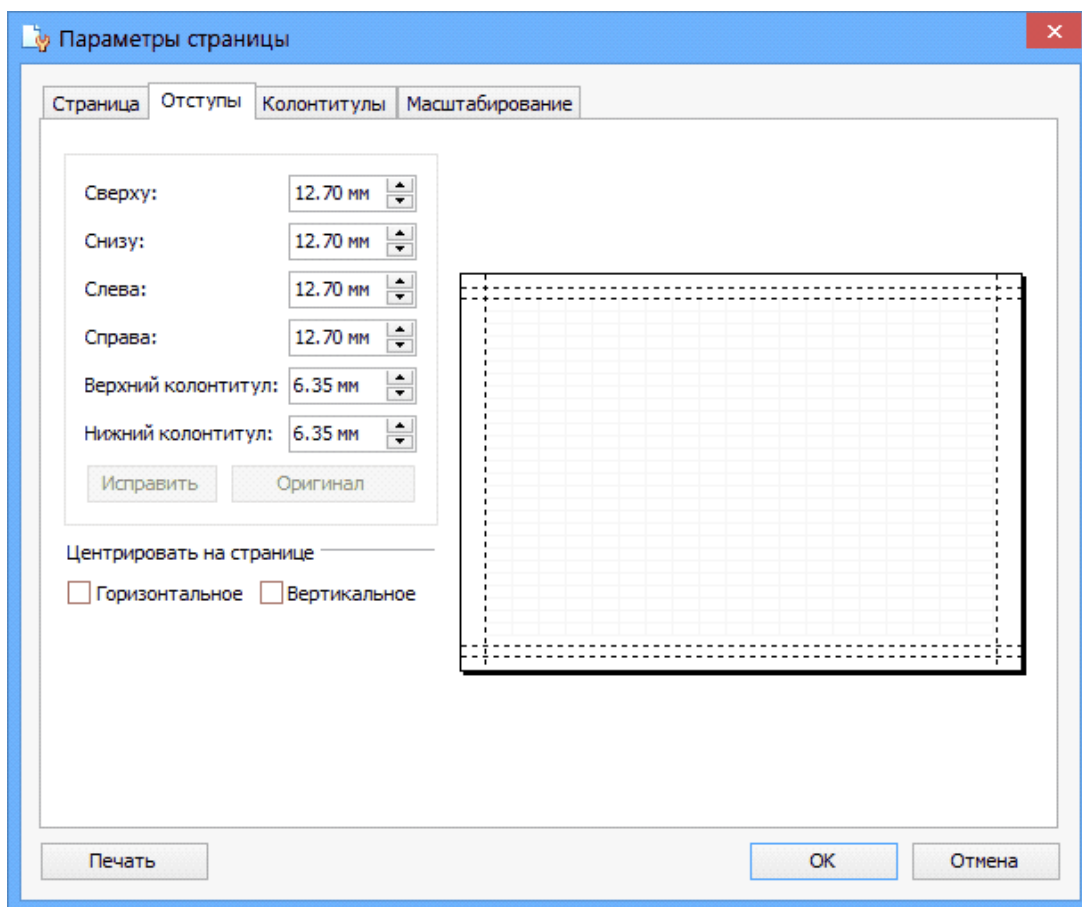 Параметры страницы
Страница Отступы Колонтитулы Масштабирование
Сверху: 12.70 мм
Снизу: 12.70 мм
Слева: 12.70 мм
Справа: 12.70 мм
Верхний колонтитул: 6.35 мм
Нижний колонтитул: 6.35 мм
Исправить Оригинал
Центрировать на странице
Горизонтальное Вертикальное
Печать ОК Отмена